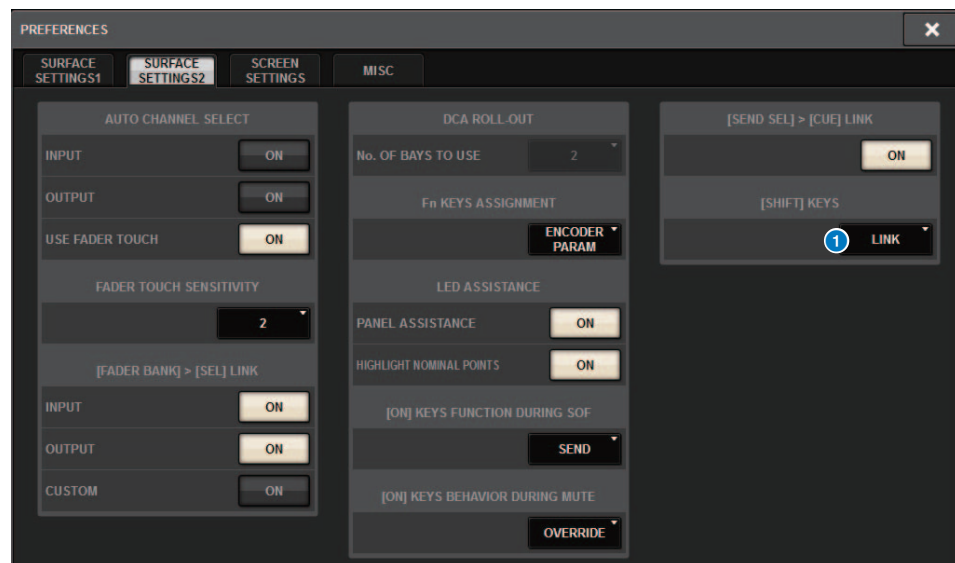 PREFERENCES
SURFACE SETTINGS1
SURFACE SETTINGS2
SCREEN SETTINGS
MISC
AUTO CHANNEL SELECT
INPUT ON
OUTPUT ON
USE FADER TOUCH ON
FADER TOUCH SENSITIVITY
2
[FADER BANK] > [SEL] LINK
INPUT ON
OUTPUT ON
CUSTOM ON
DCA ROLL-OUT
No. OF BAYS TO USE 2
Fn KEYS ASSIGNMENT
ENCODER
PARAM
LED ASSISTANCE
PANEL ASSISTANCE ON
HIGHLIGHT NOMINAL POINTS ON
[ON] KEYS FUNCTION DURING SOF
SEND
[ON] KEYS BEHAVIOR DURING MUTE
OVERRIDE
[SEND SEL] > [CUE] LINK
ON
[SHIFT] KEYS
1 LINK